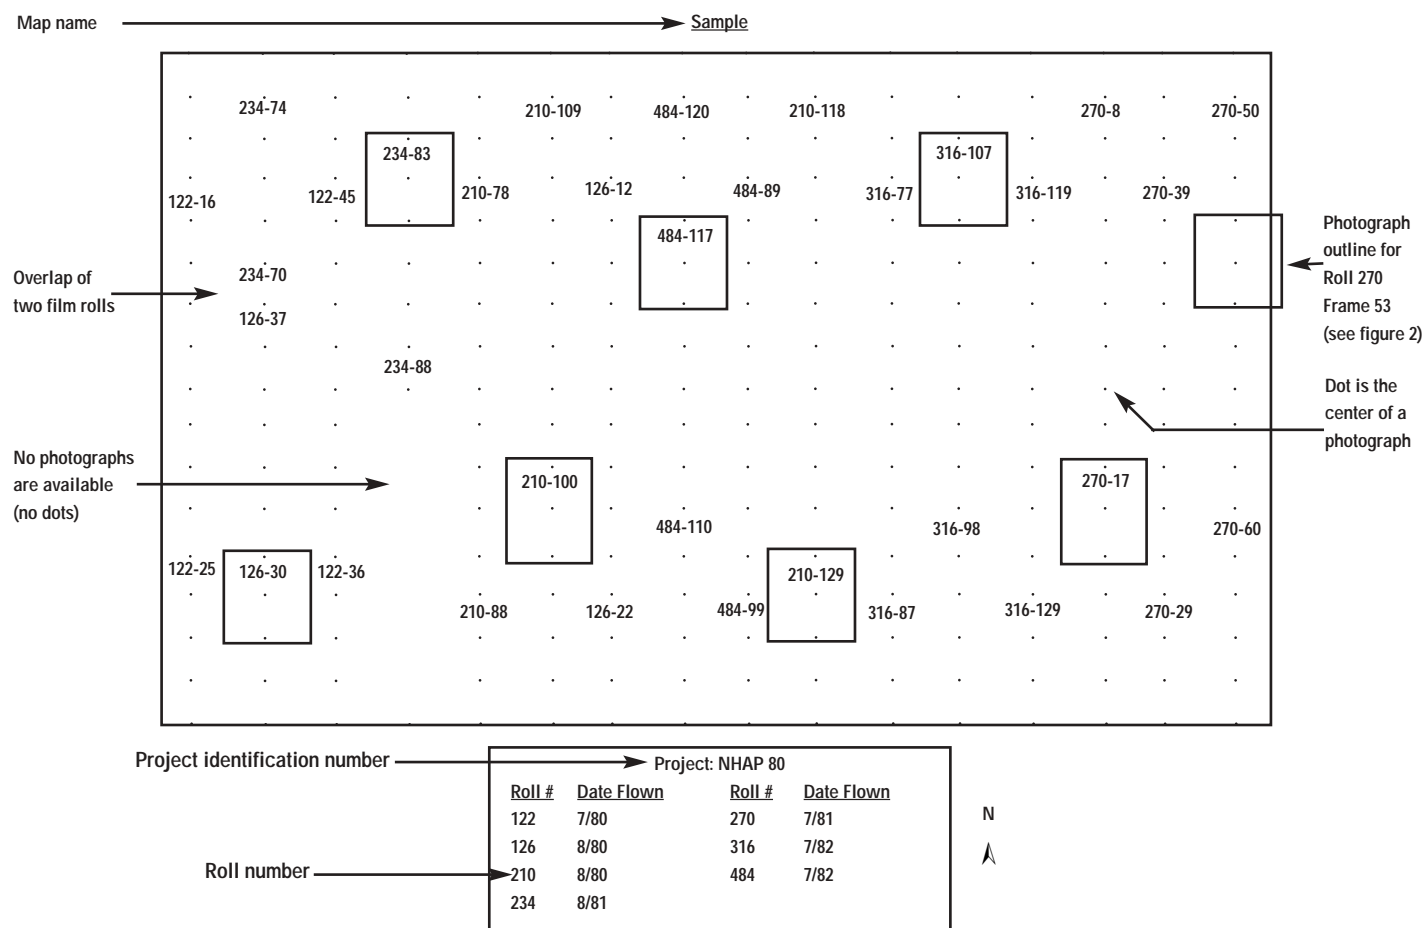 Map name
Sample
234-74
210-109
484-120
210-118
270-8
270-50
234-83
316-107
122-16
122-45
210-78
126-12
484-89
316-77
316-119
270-39
484-117
Photograph
outline for
Roll 270
Frame 53
(see figure 2)
Overlap of
two film rolls
234-70
126-37
234-88
Dot is the
center of a
photograph
No photographs
are available
(no dots)
210-100
270-17
484-110
316-98
270-60
122-25
126-30
122-36
210-129
210-88
126-22
484-99
316-87
316-129
270-29
Project identification number
Project: NHAP 80
Roll # Date Flown Roll # Date Flown
122 7/80 270 7/81
126 8/80 316 7/82
210 8/80 484 7/82
234 8/81
Roll number
N